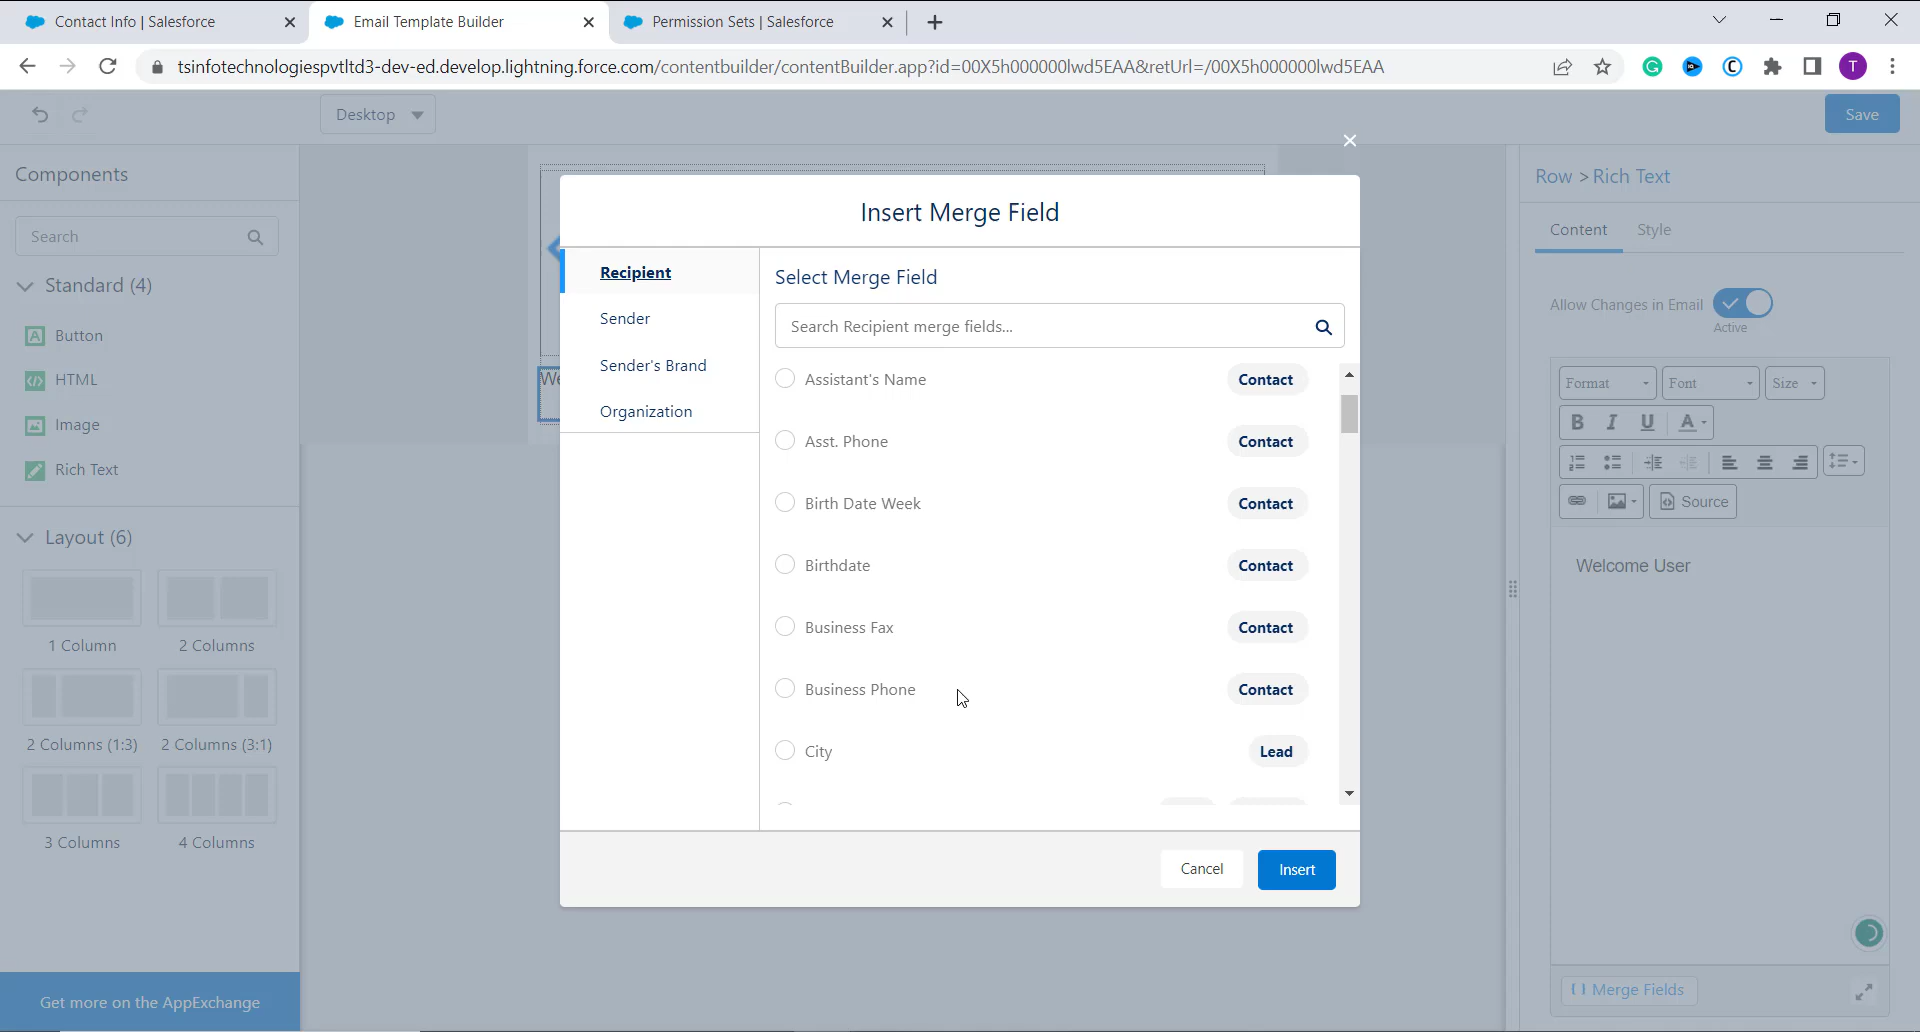 Contact Info | Salesforce
Email Template Builder
Permission Sets | Salesforce
tsinfotechnologiespvtltd3-dev-ed.develop.lightning.force.com/contentbuilder/contentBuilder.app?id=00X5h000000lwd5EAA&retUrl=/00X5h000000lwd5EAA
T
Desktop
Save
Components
Search
Standard (4)
Button
HTML
Image
Rich Text
Layout (6)
1 Column
2 Columns
2 Columns (1:3)
2 Columns (3:1)
3 Columns
4 Columns
Get more on the AppExchange
Insert Merge Field
Recipient
Sender
Sender's Brand
Organization
Select Merge Field
Search Recipient merge fields...
Assistant's Name Contact
Asst. Phone Contact
Birth Date Week Contact
Birthdate Contact
Business Fax Contact
Business Phone Contact
City Lead
Cancel
Insert
Row > Rich Text
Content
Style
Allow Changes in Email
Active
Format
Font
Size
B I U A
Source
Welcome User
{ } Merge Fields